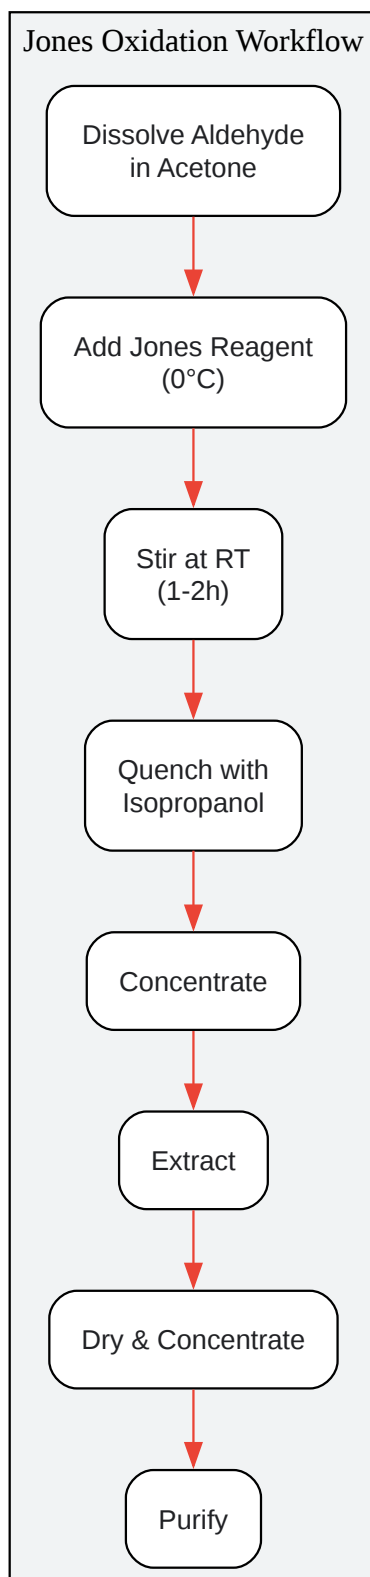 Jones Oxidation Workflow
Dissolve Aldehyde
in Acetone
Add Jones Reagent
(0°C)
Stir at RT
(1-2h)
Quench with
Isopropanol
Concentrate
Extract
Dry & Concentrate
Purify